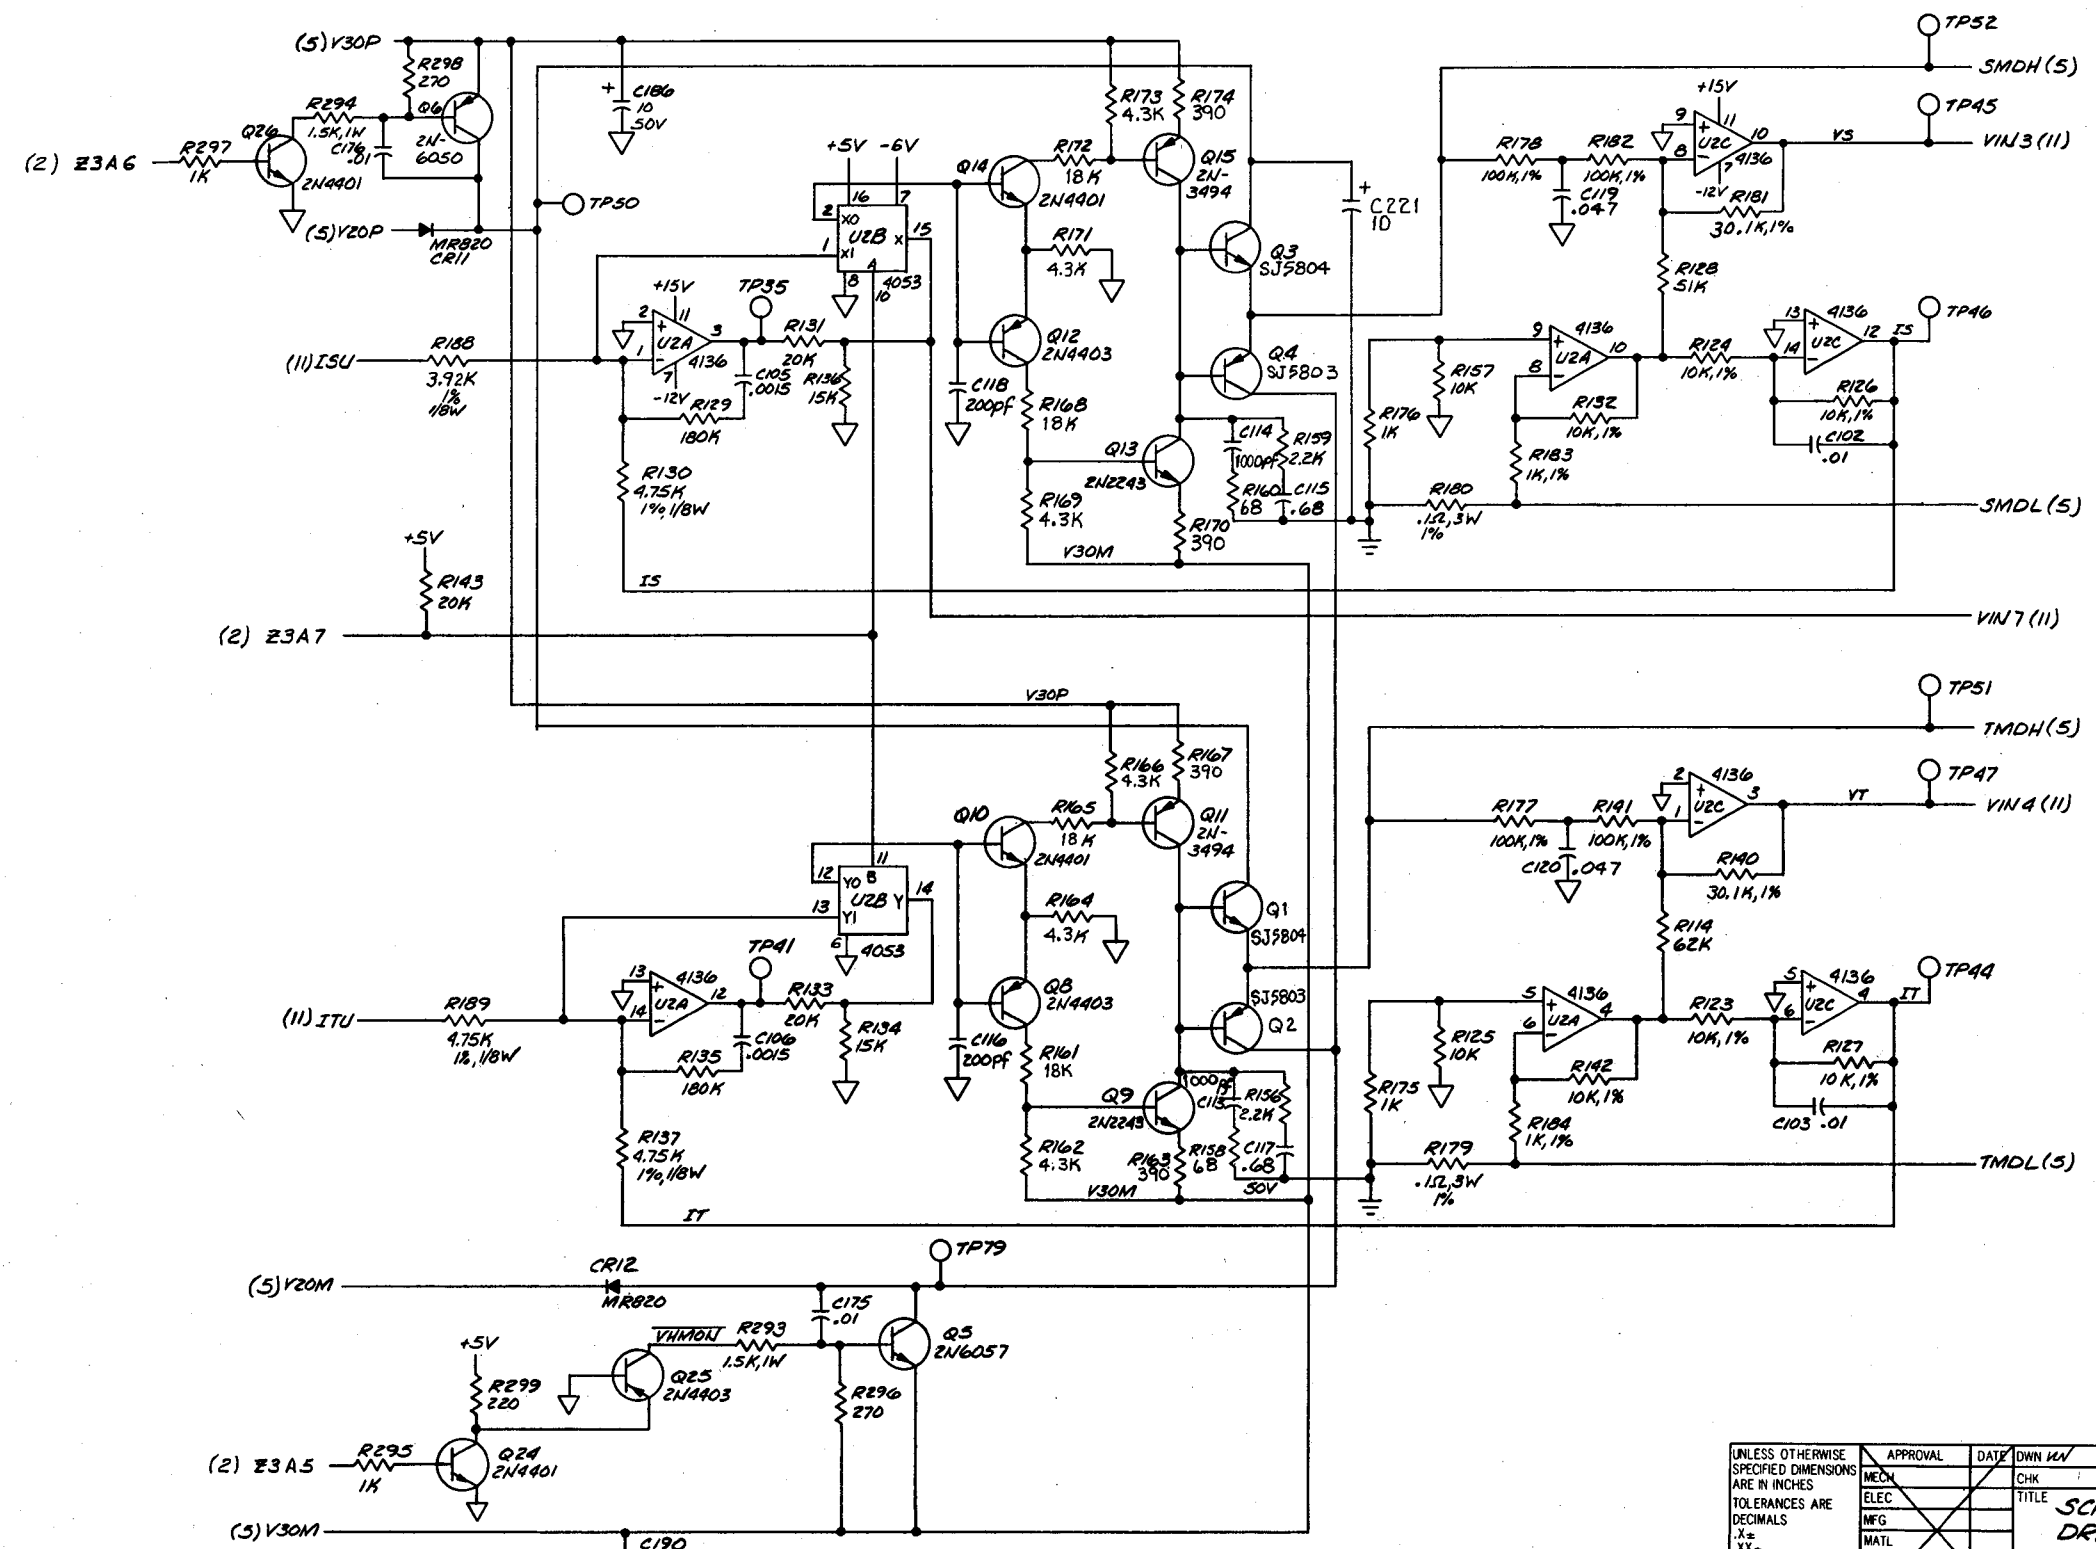 TP52
(5)V30P
SMDH(5)
R298
270
+
C186
10
50V
R173
4.3K
R174
390
+15V
TP45
R294
1.5K,1W
Q6
2N-
6050
C176
.01
Q26
R297
1K
(2) Z3A6
2N4401
+5V -6V
Q14
R172
18K
2N4401
Q15
2N-
3494
9
11
10
U2C
8
4136
7
-12V
VS
VIN3(11)
R178
100K,1%
R182
100K,1%
C119
.047
R181
30.1K,1%
TP50
(5)V20P
MR820
CR11
16
7
2
X0
U2B
X
15
1
X1
A
8
4053
10
R171
4.3K
+
C221
10
Q3
SJ5804
R128
51K
+15V
TP35
2
11
3
U2A
1
4136
7
-12V
R131
20K
C105
.0015
R136
15K
R129
180K
(11)ISU
R188
3.92K
1%
1/8W
Q12
2N4403
C118
200pf
R168
18K
Q4
SJ5803
9
4136
10
U2A
8
R157
10K
R176
1K
R132
10K,1%
R183
1K,1%
R124
10K,1%
13
4136
12
U2C
14
IS
TP46
R126
10K,1%
C102
.01
R130
4.75K
1%,1/8W
Q13
2N2243
R169
4.3K
R170
390
C114
1000pf
R159
2.2K
R160
68
C115
.68
R180
.1Ω,3W
1%
SMDL(5)
V30M
IS
+5V
R143
20K
(2) Z3A7
VIN7(11)
V30P
TP51
TMDH(5)
R166
4.3K
R167
390
Q10
R165
18K
2N4401
Q11
2N-
3494
TP47
2
4136
3
U2C
1
VT
VIN4(11)
R177
100K,1%
R141
100K,1%
C120
.047
R140
30.1K,1%
12
11
Y0
B
U2B
Y
14
13
Y1
6
4053
R164
4.3K
Q1
SJ5804
R114
62K
TP41
13
4136
12
U2A
14
R133
20K
C106
.0015
R134
15K
R135
180K
(11)ITU
R189
4.75K
1%,1/8W
Q8
2N4403
C116
200pf
R161
18K
SJ5803
Q2
5
4136
4
U2A
6
R125
10K
R175
1K
R142
10K,1%
R184
1K,1%
R123
10K,1%
5
4136
4
U2C
6
IT
TP44
R127
10K,1%
C103 .01
R137
4.75K
1%,1/8W
Q9
2N2243
R162
4.3K
R163
390
1000pf
C113
R156
2.2K
R158
68
C117
.68
50V
R179
.1Ω,3W
1%
TMDL(5)
V30M
IT
TP79
CR12
(5)V20M
MR820
C175
.01
VHMON
R293
1.5K,1W
Q5
2N6057
+5V
R299
220
Q25
2N4403
R296
270
(2) Z3A5
R295
1K
Q24
2N4401
(5)V30M
C190
UNLESS OTHERWISE
SPECIFIED DIMENSIONS
ARE IN INCHES
TOLERANCES ARE
DECIMALS
.X±
.XX±
APPROVAL
DATE
DWN
MECH
CHK
ELEC
TITLE
MFG
MATL